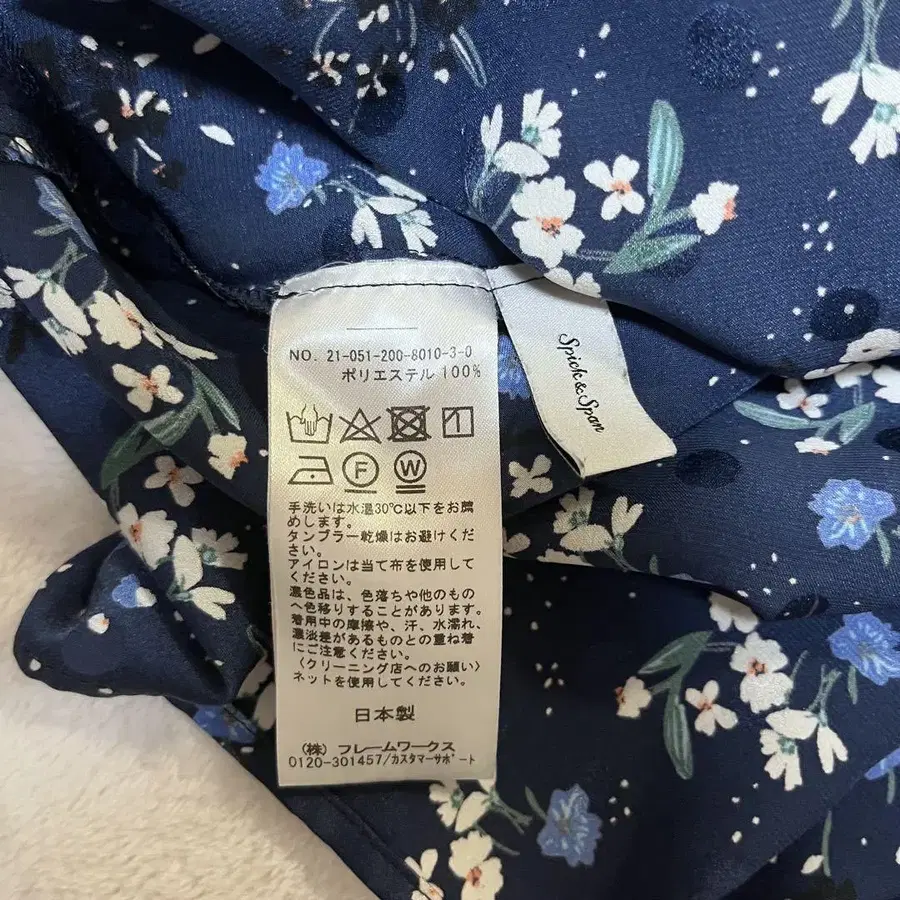 NO. 21-051-200-8010-3-0
ポリエステル 100%
F
W
手洗いは水温30℃以下をお薦
めします。
タンブラー乾燥はお避けくだ
さい。
アイロンは当て布を使用して
ください。
濃色品は、色落ちや他のもの
へ色移りすることがあります。
着用中の摩擦や、汗、水濡れ、
濃淡差があるものとの重ね着
にご注意ください。
〈クリーニング店へのお願い〉
ネットを使用してください。
日本製
(株) フレームワークス
0120-301457/カスタマーサポート
Spick & Span